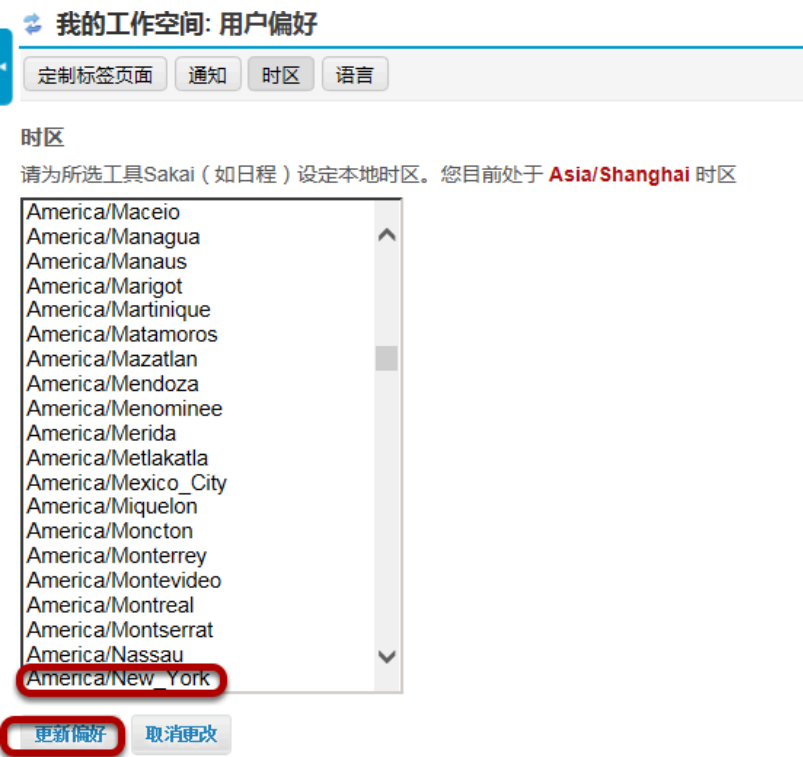 我的工作空间: 用户偏好
定制标签页面 通知 时区 语言
时区
请为所选工具Sakai（如日程）设定本地时区。您目前处于 Asia/Shanghai 时区
America/Maceio
America/Managua
America/Manaus
America/Marigot
America/Martinique
America/Matamoros
America/Mazatlan
America/Mendoza
America/Menominee
America/Merida
America/Metlakatla
America/Mexico_City
America/Miquelon
America/Moncton
America/Monterrey
America/Montevideo
America/Montreal
America/Montserrat
America/Nassau
America/New_York
更新偏好 取消更改